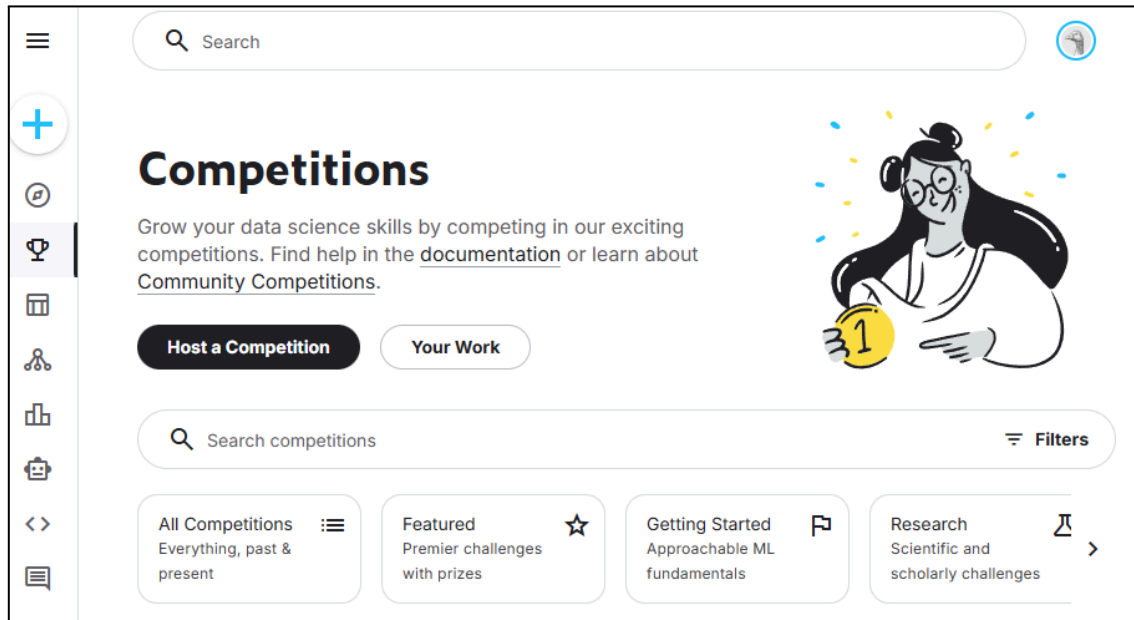 Search
Competitions
Grow your data science skills by competing in our exciting
competitions. Find help in the documentation or learn about
Community Competitions.
Host a Competition
Your Work
1
Search competitions
Filters
All Competitions
Everything, past &
present
Featured
Premier challenges
with prizes
Getting Started
Approachable ML
fundamentals
Research
Scientific and
scholarly challenges